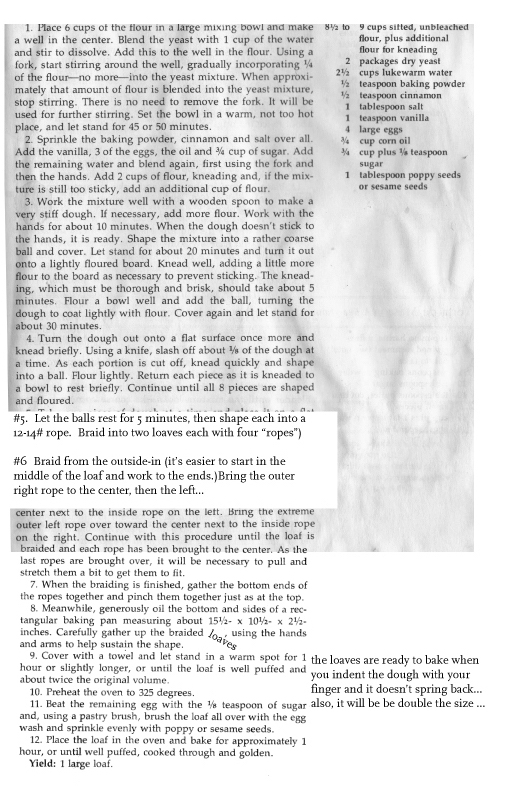 1. Place 6 cups of the flour in a large mixing bowl and make
a well in the center. Blend the yeast with 1 cup of the water
and stir to dissolve. Add this to the well in the flour. Using a
fork, start stirring around the well, gradually incorporating ¼
of the flour—no more—into the yeast mixture. When approxi-
mately that amount of flour is blended into the yeast mixture,
stop stirring. There is no need to remove the fork. It will be
used for further stirring. Set the bowl in a warm, not too hot
place, and let stand for 45 or 50 minutes.
2. Sprinkle the baking powder, cinnamon and salt over all.
Add the vanilla, 3 of the eggs, the oil and ¾ cup of sugar. Add
the remaining water and blend again, first using the fork and
then the hands. Add 2 cups of flour, kneading and, if the mix-
ture is still too sticky, add an additional cup of flour.
3. Work the mixture well with a wooden spoon to make a
very stiff dough. If necessary, add more flour. Work with the
hands for about 10 minutes. When the dough doesn't stick to
the hands, it is ready. Shape the mixture into a rather coarse
ball and cover. Let stand for about 20 minutes and turn it out
onto a lightly floured board. Knead well, adding a little more
flour to the board as necessary to prevent sticking. The knead-
ing, which must be thorough and brisk, should take about 5
minutes. Flour a bowl well and add the ball, turning the
dough to coat lightly with flour. Cover again and let stand for
about 30 minutes.
4. Turn the dough out onto a flat surface once more and
knead briefly. Using a knife, slash off about ⅛ of the dough at
a time. As each portion is cut off, knead quickly and shape
into a ball. Flour lightly. Return each piece as it is kneaded to
a bowl to rest briefly. Continue until all 8 pieces are shaped
and floured.
#5. Let the balls rest for 5 minutes, then shape each into a
12-14# rope. Braid into two loaves each with four "ropes")
#6 Braid from the outside-in (it's easier to start in the
middle of the loaf and work to the ends.)Bring the outer
right rope to the center, then the left...
center next to the inside rope on the left. Bring the extreme
outer left rope over toward the center next to the inside rope
on the right. Continue with this procedure until the loaf is
braided and each rope has been brought to the center. As the
last ropes are brought over, it will be necessary to pull and
stretch them a bit to get them to fit.
7. When the braiding is finished, gather the bottom ends of
the ropes together and pinch them together just as at the top.
8. Meanwhile, generously oil the bottom and sides of a rec-
tangular baking pan measuring about 15½- x 10½- x 2½-
inches. Carefully gather up the braided loaves, using the hands
and arms to help sustain the shape.
9. Cover with a towel and let stand in a warm spot for 1
hour or slightly longer, or until the loaf is well puffed and
about twice the original volume.
10. Preheat the oven to 325 degrees.
11. Beat the remaining egg with the ⅛ teaspoon of sugar
and, using a pastry brush, brush the loaf all over with the egg
wash and sprinkle evenly with poppy or sesame seeds.
12. Place the loaf in the oven and bake for approximately 1
hour, or until well puffed, cooked through and golden.
Yield: 1 large loaf.
8½ to 9 cups sifted, unbleached
flour, plus additional
flour for kneading
2 packages dry yeast
2½ cups lukewarm water
½ teaspoon baking powder
½ teaspoon cinnamon
1 tablespoon salt
1 teaspoon vanilla
4 large eggs
¾ cup corn oil
¾ cup plus ⅛ teaspoon
sugar
1 tablespoon poppy seeds
or sesame seeds
the loaves are ready to bake when
you indent the dough with your
finger and it doesn't spring back...
also, it will be be double the size ...